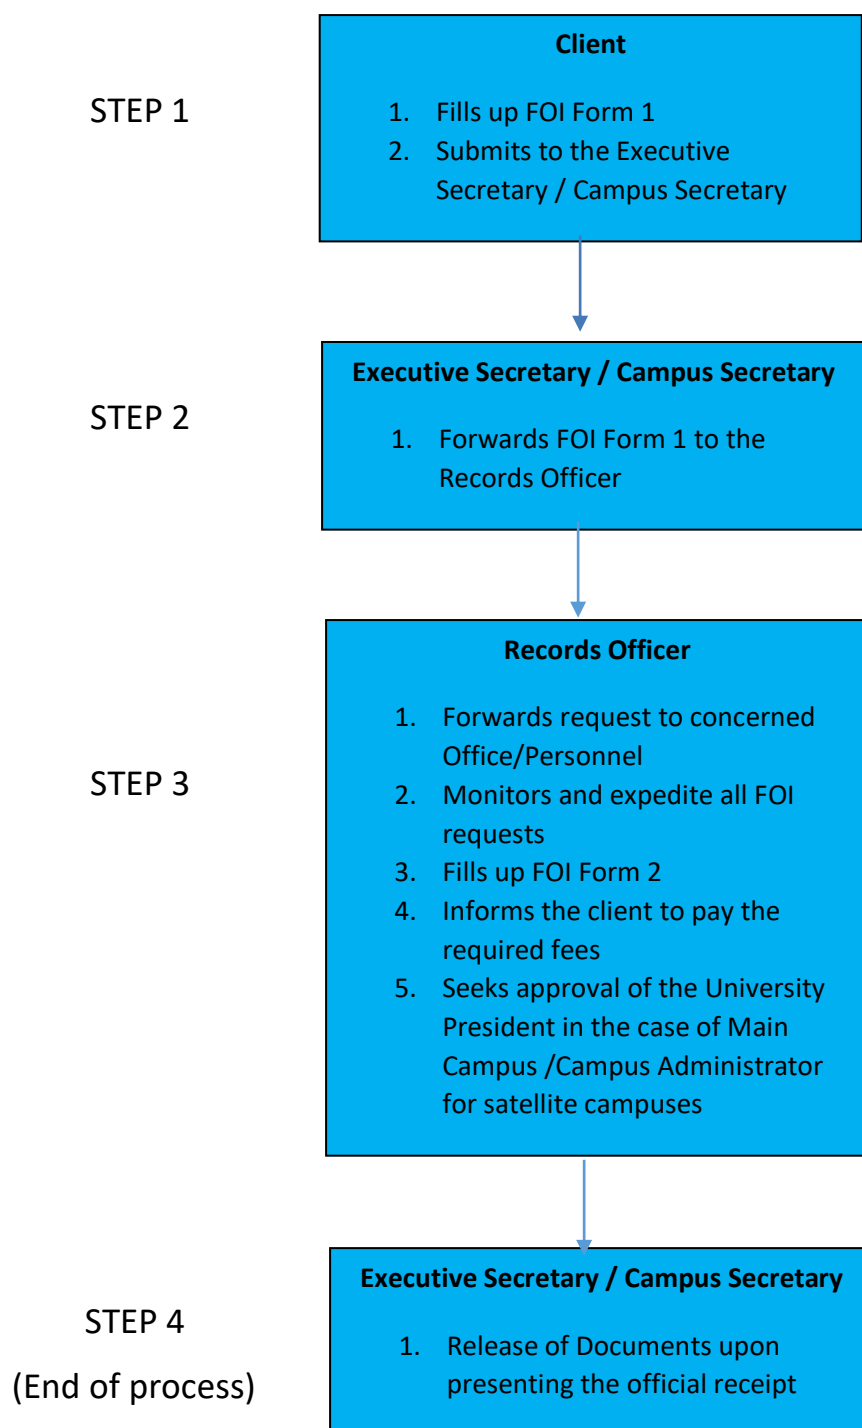 Client
STEP 1
1. Fills up FOI Form 1
2. Submits to the Executive
Secretary / Campus Secretary
Executive Secretary / Campus Secretary
STEP 2
1. Forwards FOI Form 1 to the
Records Officer
Records Officer
1. Forwards request to concerned
Office/Personnel
STEP 3
2. Monitors and expedite all FOI
requests
3. Fills up FOI Form 2
4. Informs the client to pay the
required fees
5. Seeks approval of the University
President in the case of Main
Campus /Campus Administrator
for satellite campuses
Executive Secretary / Campus Secretary
STEP 4
(End of process)
1. Release of Documents upon
presenting the official receipt